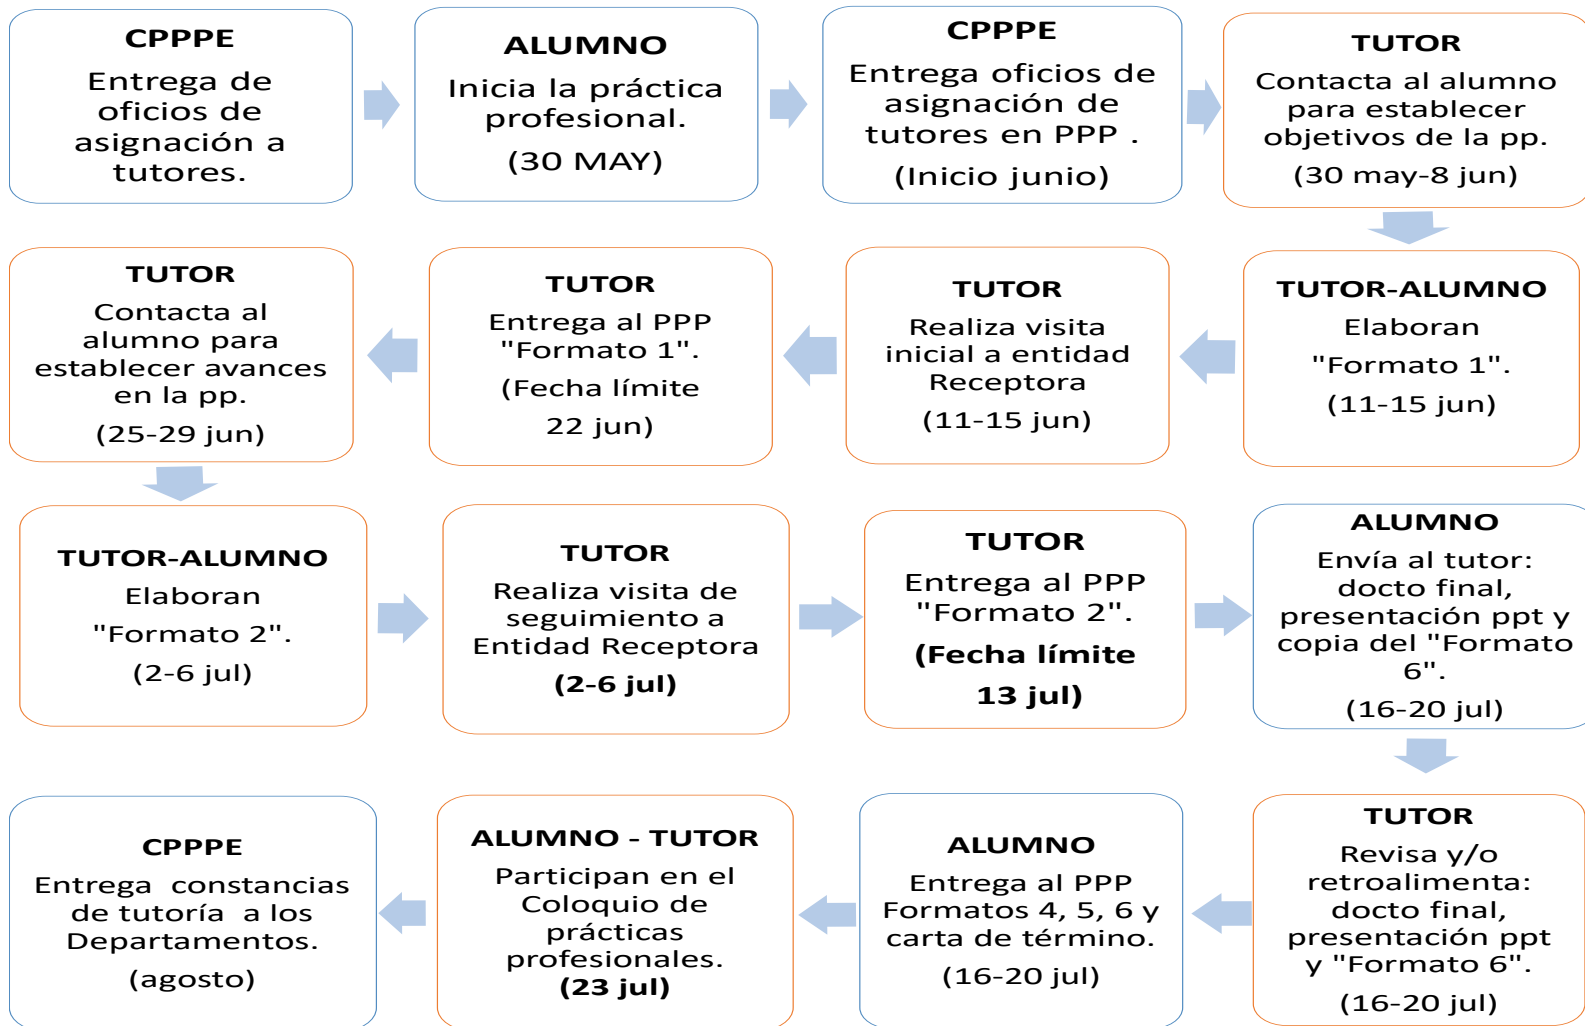 CPPPE
Entrega de
oficios de
asignación a
tutores.
ALUMNO
Inicia la práctica
profesional.
(30 MAY)
CPPPE
Entrega oficios de
asignación de
tutores en PPP .
(Inicio junio)
TUTOR
Contacta al alumno
para establecer
objetivos de la pp.
(30 may-8 jun)
TUTOR-ALUMNO
Elaboran
"Formato 1".
(11-15 jun)
TUTOR
Realiza visita
inicial a entidad
Receptora
(11-15 jun)
TUTOR
Entrega al PPP
"Formato 1".
(Fecha límite
22 jun)
TUTOR
Contacta al
alumno para
establecer avances
en la pp.
(25-29 jun)
TUTOR-ALUMNO
Elaboran
"Formato 2".
(2-6 jul)
TUTOR
Realiza visita de
seguimiento a
Entidad Receptora
(2-6 jul)
TUTOR
Entrega al PPP
"Formato 2".
(Fecha límite
13 jul)
ALUMNO
Envía al tutor:
docto final,
presentación ppt y
copia del "Formato
6".
(16-20 jul)
TUTOR
Revisa y/o
retroalimenta:
docto final,
presentación ppt
y "Formato 6".
(16-20 jul)
ALUMNO
Entrega al PPP
Formatos 4, 5, 6 y
carta de término.
(16-20 jul)
ALUMNO - TUTOR
Participan en el
Coloquio de
prácticas
profesionales.
(23 jul)
CPPPE
Entrega constancias
de tutoría a los
Departamentos.
(agosto)